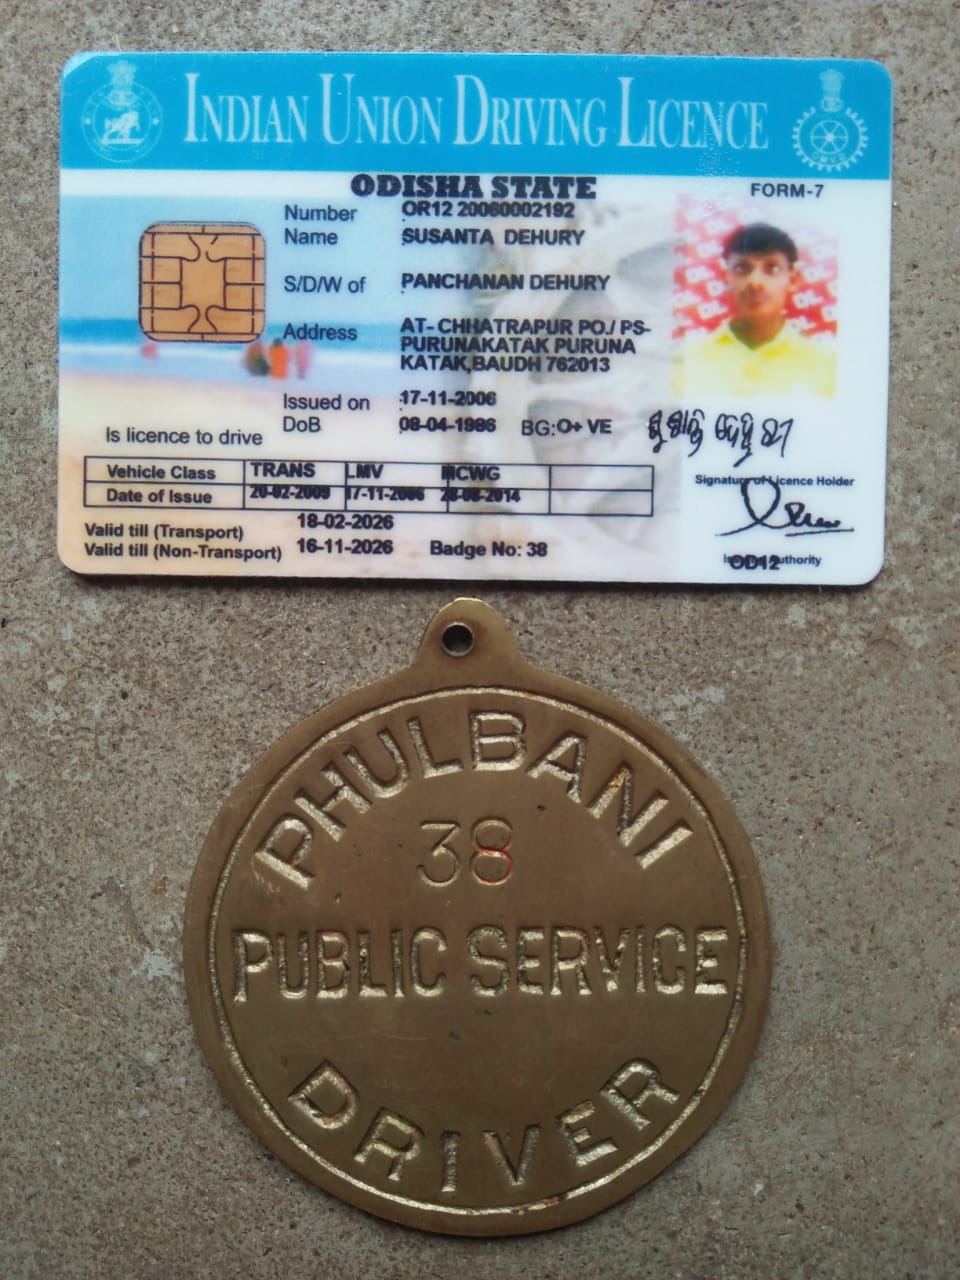 INDIAN UNION DRIVING LICENCE
ODISHA STATE
FORM-7
Number OR12 20060002192
Name SUSANTA DEHURY
S/D/W of PANCHANAN DEHURY
Address AT- CHHATRAPUR PO./ PS-
PURUNAKATAK PURUNA
KATAK,BAUDH 762013
Issued on :17-11-2006
DoB 08-04-1986 BG:O+ VE
Is licence to drive
Vehicle Class TRANS LMV MCWG
Date of Issue 20-02-2009 17-11-2006 28-08-2014
Valid till (Transport) 18-02-2026
Valid till (Non-Transport) 16-11-2026 Badge No: 38
Signature of Licence Holder
OD12
PHULBANI
38
PUBLIC SERVICE
DRIVER